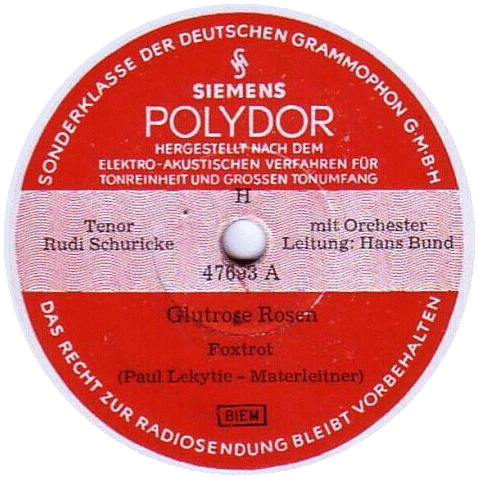 SONDERKLASSE DER DEUTSCHEN GRAMMOPHON G·M·B·H
SIEMENS
POLYDOR
HERGESTELLT NACH DEM
ELEKTRO-AKUSTISCHEN VERFAHREN FÜR
TONREINHEIT UND GROSSEN TONUMFANG
H
Tenor
Rudi Schuricke
mit Orchester
Leitung: Hans Bund
47693 A
Glutrose Rosen
Foxtrot
(Paul Lekytie - Materleitner)
BIEM
DAS RECHT ZUR RADIOSENDUNG BLEIBT VORBEHALTEN